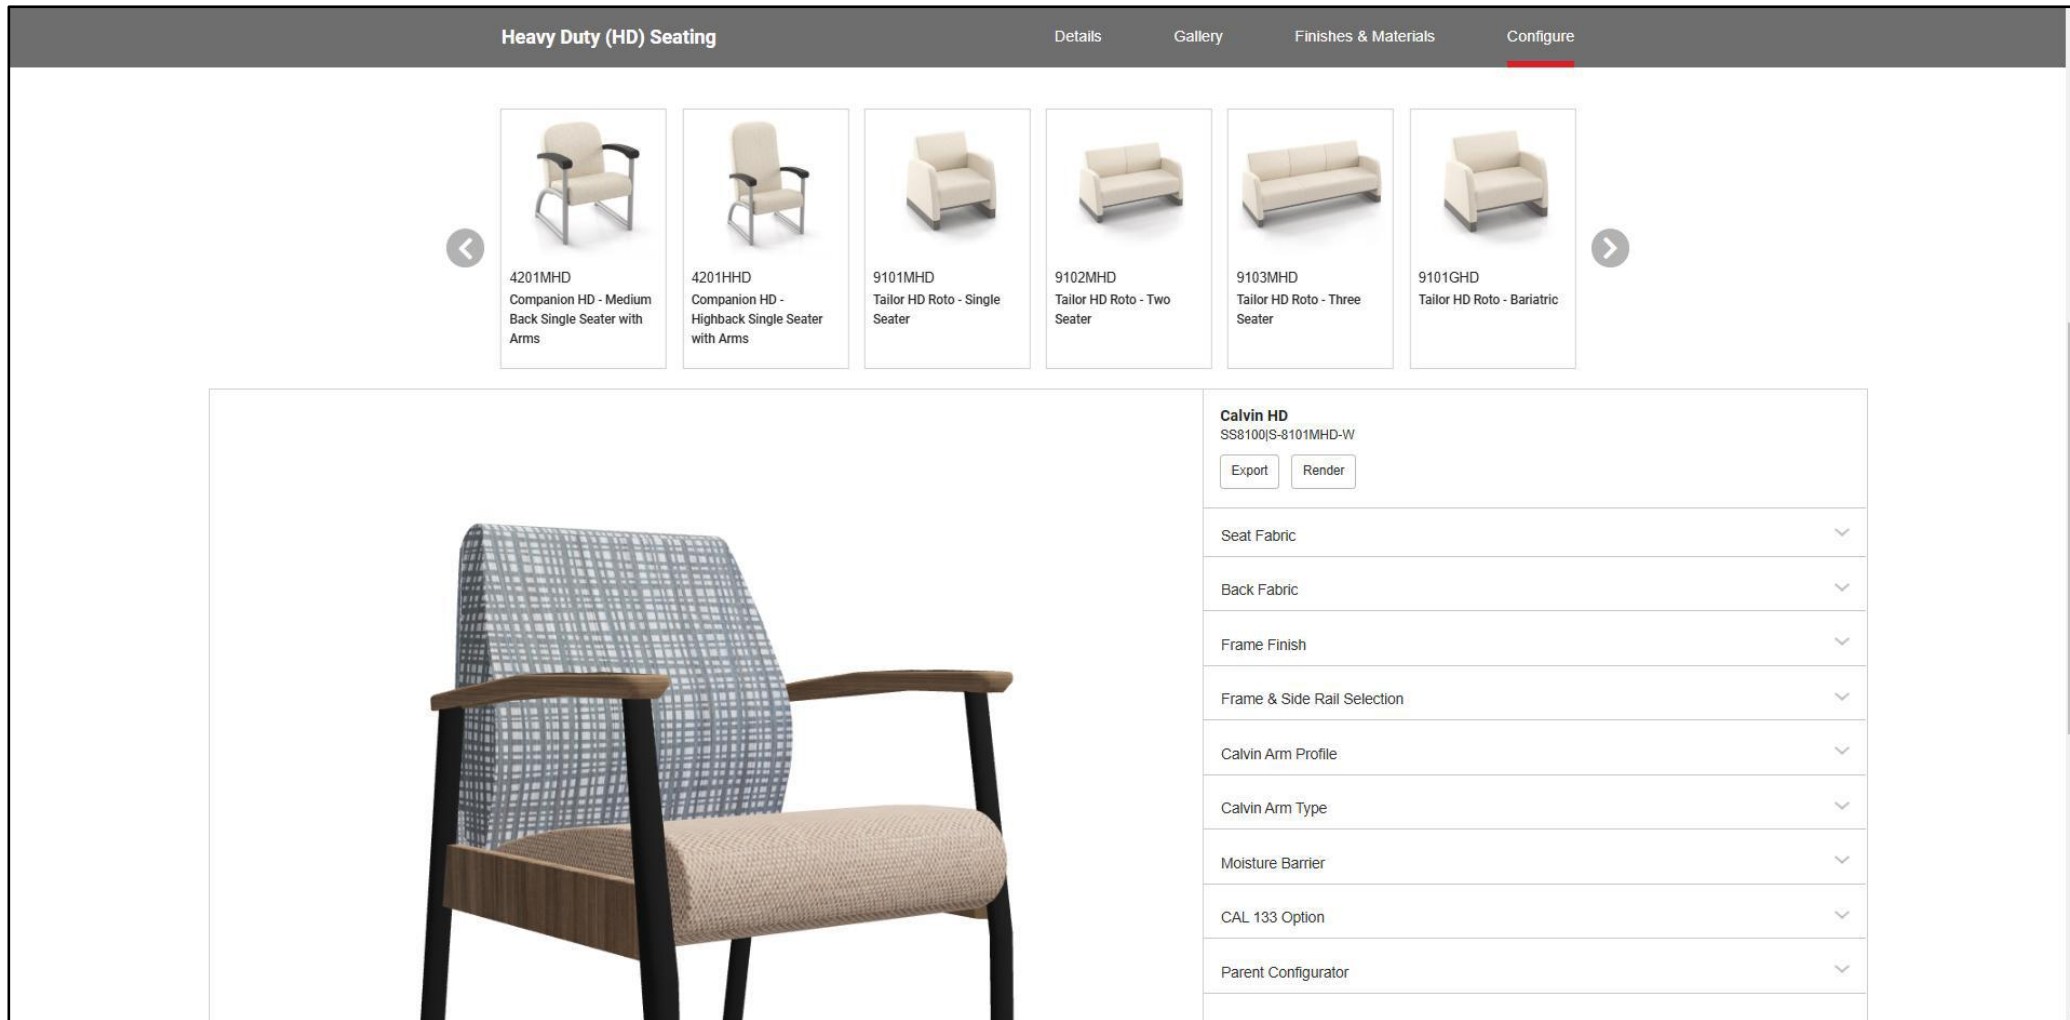 Heavy Duty (HD) Seating
Details
Gallery
Finishes & Materials
Configure
4201MHD
Companion HD - Medium
Back Single Seater with
Arms
4201HHD
Companion HD -
Highback Single Seater
with Arms
9101MHD
Tailor HD Roto - Single
Seater
9102MHD
Tailor HD Roto - Two
Seater
9103MHD
Tailor HD Roto - Three
Seater
9101GHD
Tailor HD Roto - Bariatric
Calvin HD
SS8100|S-8101MHD-W
Export
Render
Seat Fabric
Back Fabric
Frame Finish
Frame & Side Rail Selection
Calvin Arm Profile
Calvin Arm Type
Moisture Barrier
CAL 133 Option
Parent Configurator